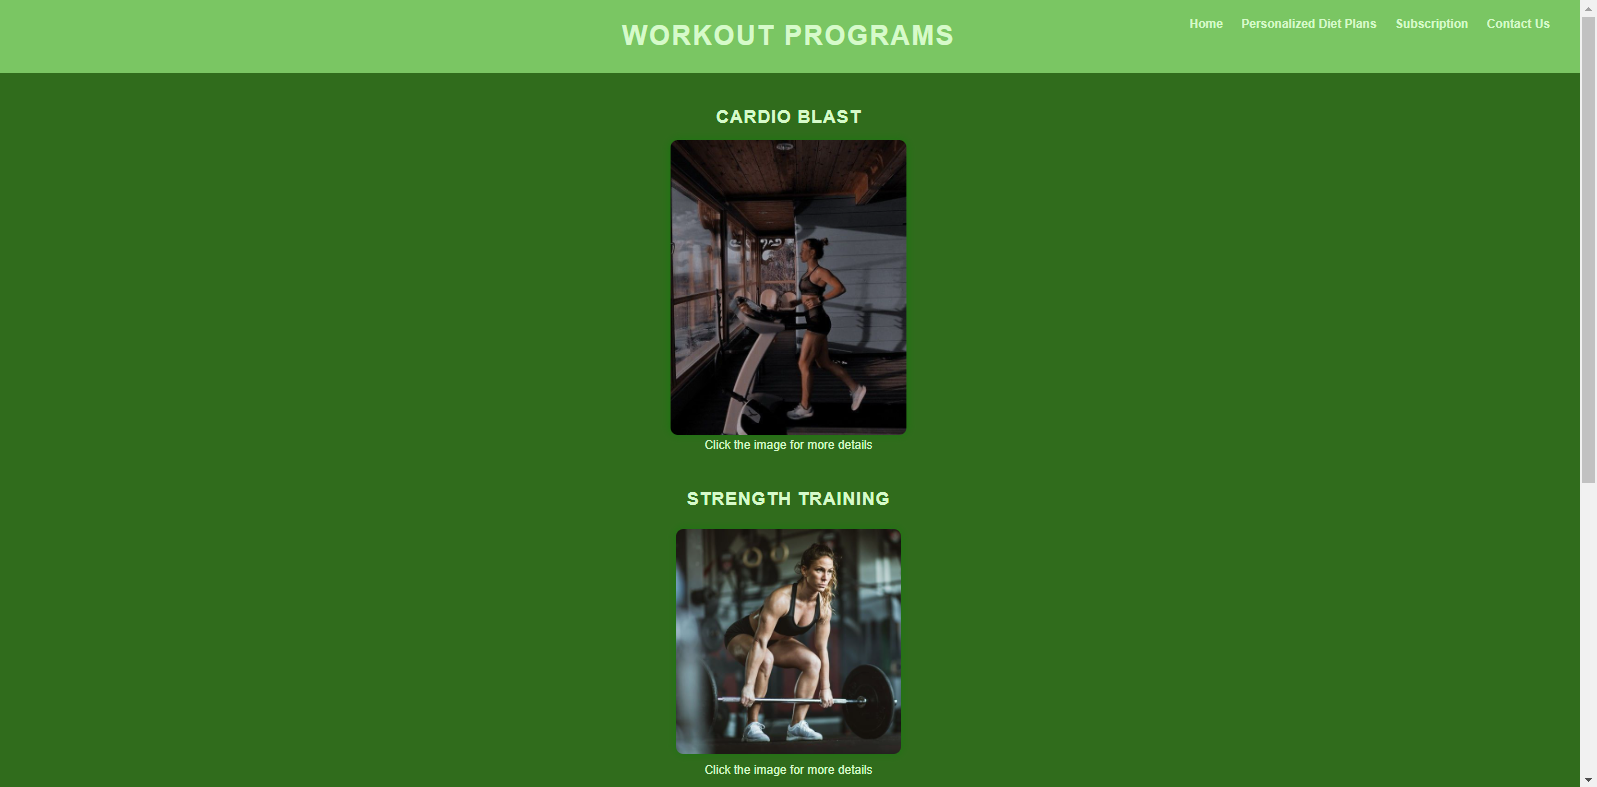 WORKOUT PROGRAMS
Home Personalized Diet Plans Subscription Contact Us
CARDIO BLAST
Click the image for more details
STRENGTH TRAINING
Click the image for more details